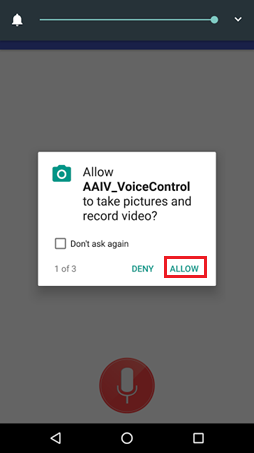 Allow
AAIV_VoiceControl
to take pictures and
record video?
Don't ask again
1 of 3 DENY ALLOW